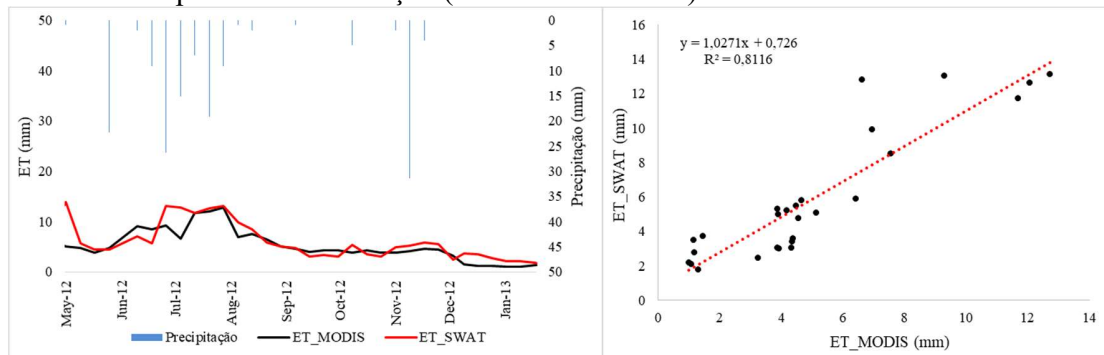 50
40
30
20
10
0
ET (mm)
0
5
10
15
20
25
30
35
40
45
50
Precipitação (mm)
May-12
Jun-12
Jul-12
Aug-12
Sep-12
Oct-12
Nov-12
Dec-12
Jan-13
Precipitação ET_MODIS ET_SWAT
y = 1,0271x + 0,726
R² = 0,8116
16
14
12
10
8
6
4
2
0
ET_SWAT (mm)
0 2 4 6 8 10 12 14
ET_MODIS (mm)